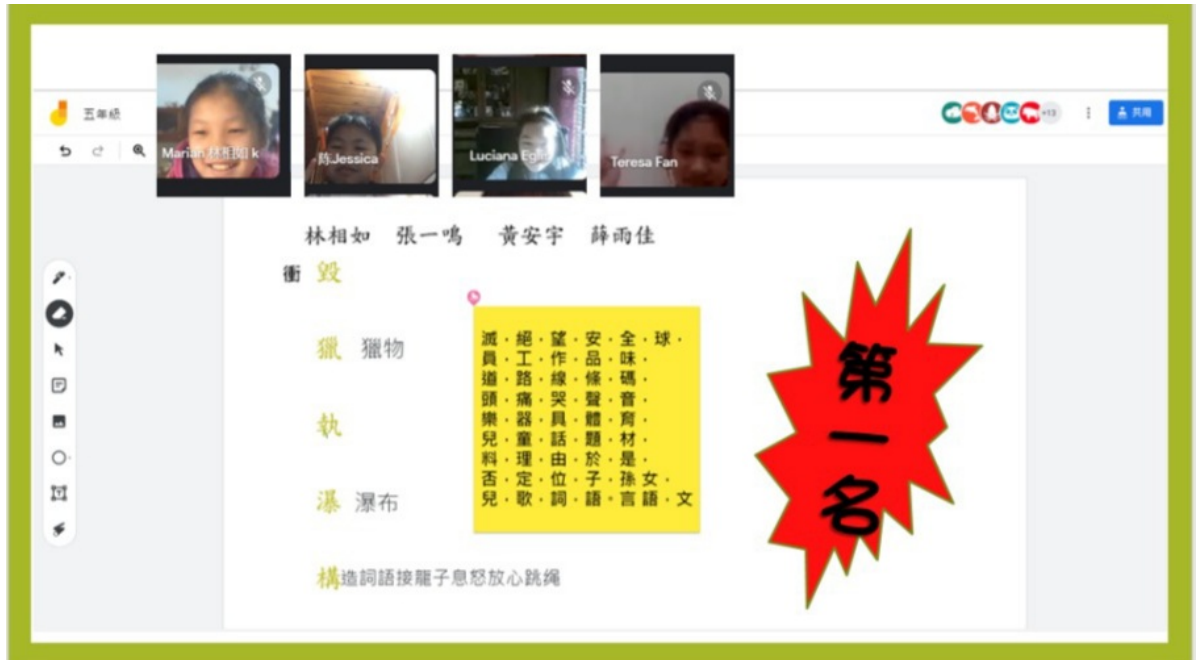 五年級
+13
共用
Marian 林相如 k
陈Jessica
Luciana Egle
Teresa Fan
林相如 張一鳴 黃安宇 薛雨佳
衝 毀
獵 獵物
執
瀑 瀑布
構造詞語接龍子息怒放心跳繩
滅．絕．望．安．全．球．
員．工．作．品．味．
道．路．線．條．碼．
頭．痛．哭．聲．音．
樂．器．具．體．育．
兒．童．話．題．材．
料．理．由．於．是．
否．定．位．子．孫女．
兒．歌．詞．語。言語．文
第一名